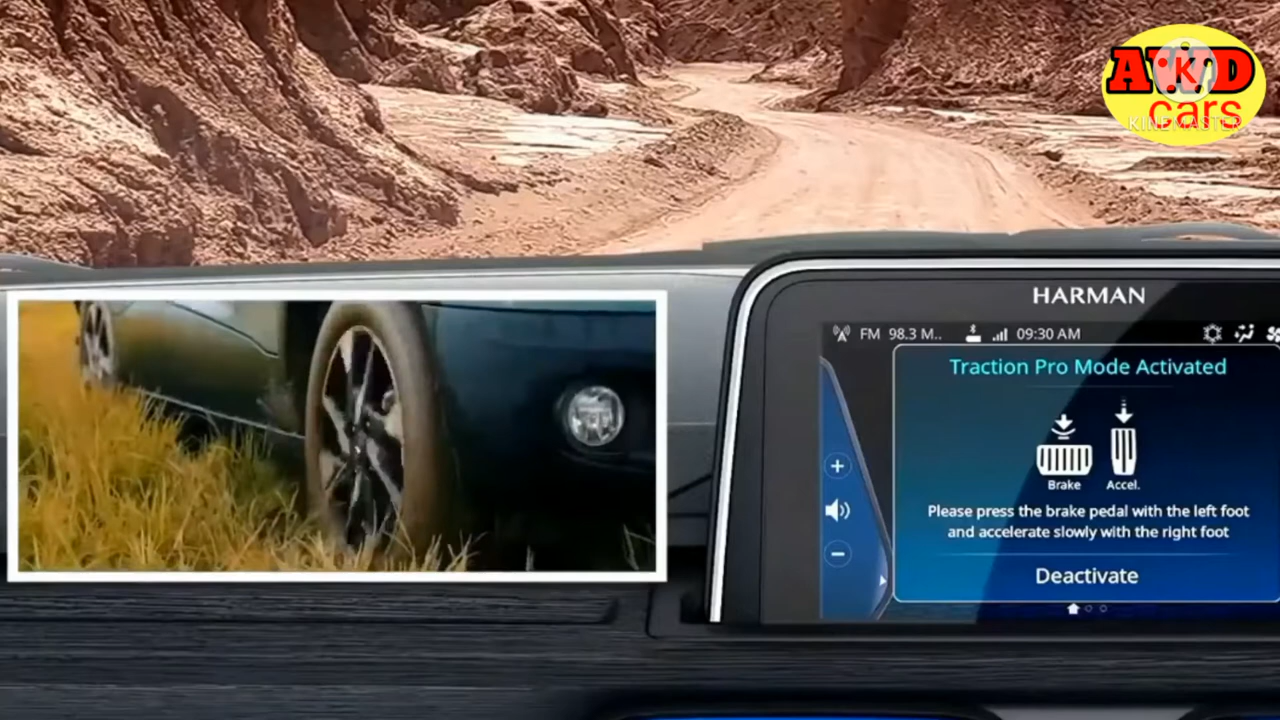 AKD
cars
KINEMASTER
HARMAN
FM 98.3 M.. 09:30 AM
Traction Pro Mode Activated
Brake Accel.
Please press the brake pedal with the left foot
and accelerate slowly with the right foot
Deactivate